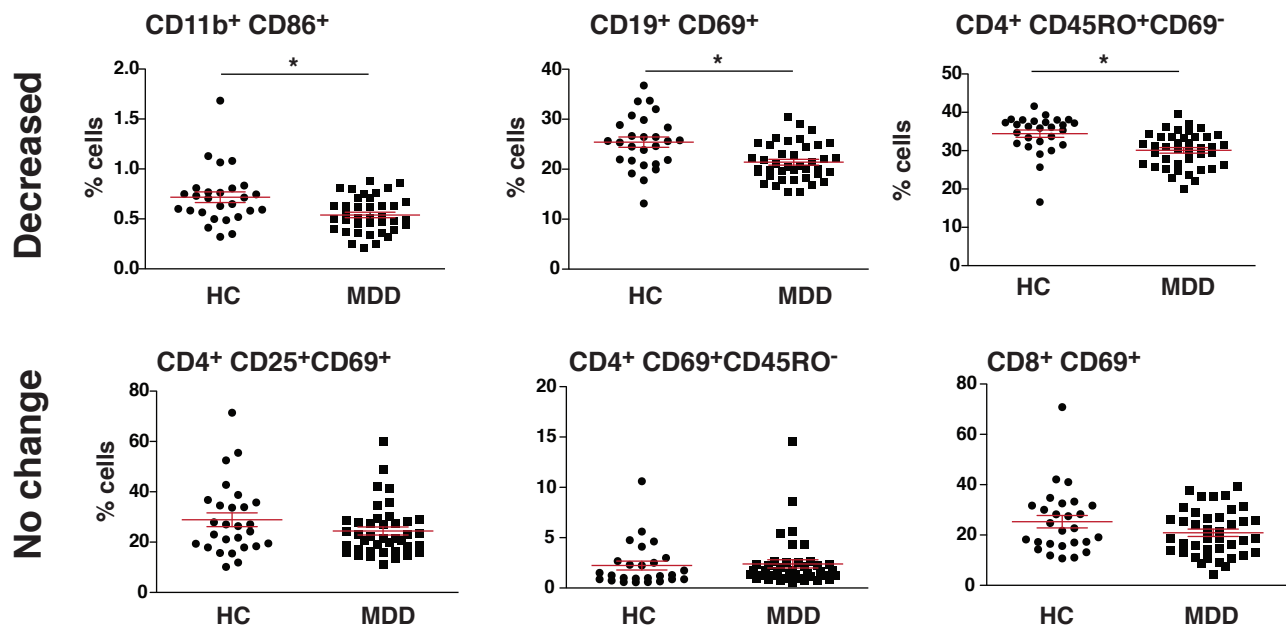 Decreased
CD11b⁺ CD86⁺
% cells
2.0
1.5
1.0
0.5
0.0
*
HC MDD
CD19⁺ CD69⁺
% cells
40
30
20
10
0
*
HC MDD
CD4⁺ CD45RO⁺CD69⁻
% cells
50
40
30
20
10
0
*
HC MDD
No change
CD4⁺ CD25⁺CD69⁺
% cells
80
60
40
20
0
HC MDD
CD4⁺ CD69⁺CD45RO⁻
20
15
10
5
0
HC MDD
CD8⁺ CD69⁺
80
60
40
20
0
HC MDD